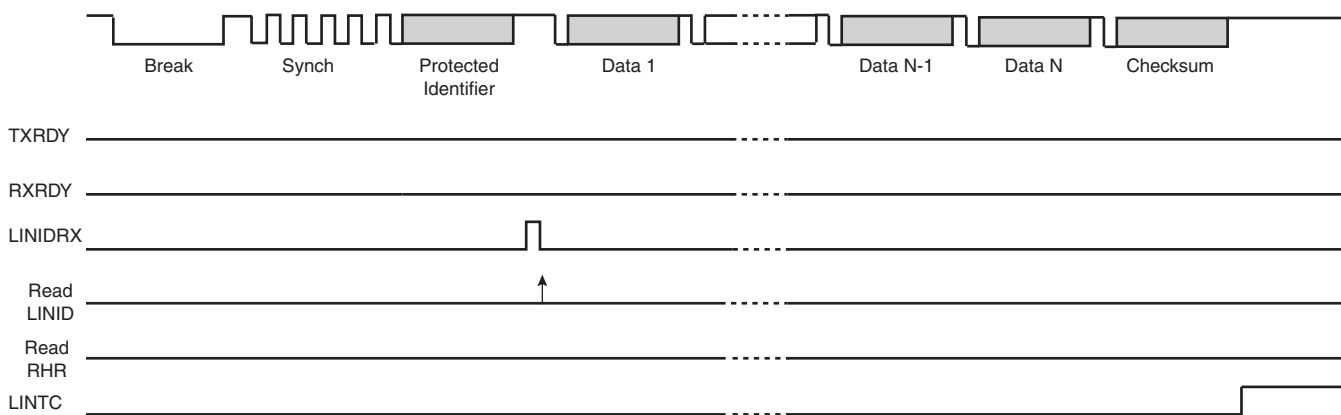 Break
Synch
Protected
Identifier
Data 1
Data N-1
Data N
Checksum
TXRDY
RXRDY
LINIDRX
Read
LINID
Read
RHR
LINTC